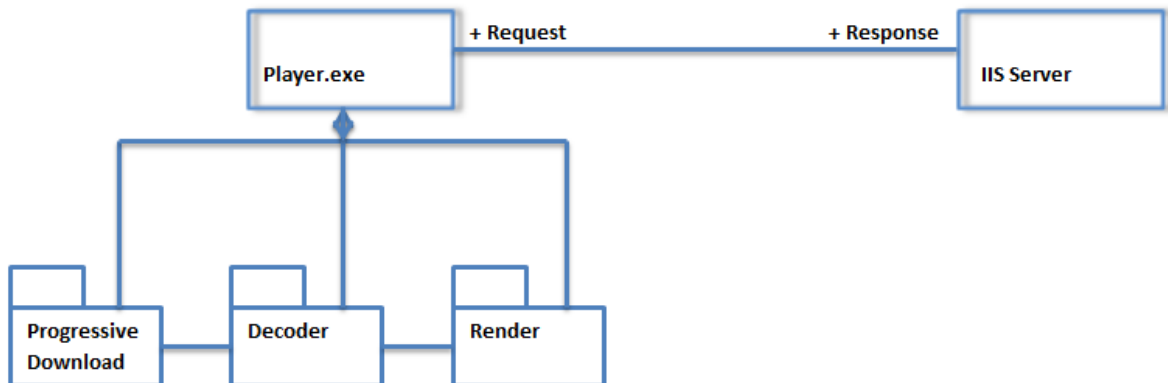 + Request
+ Response
Player.exe
IIS Server
Progressive
Download
Decoder
Render